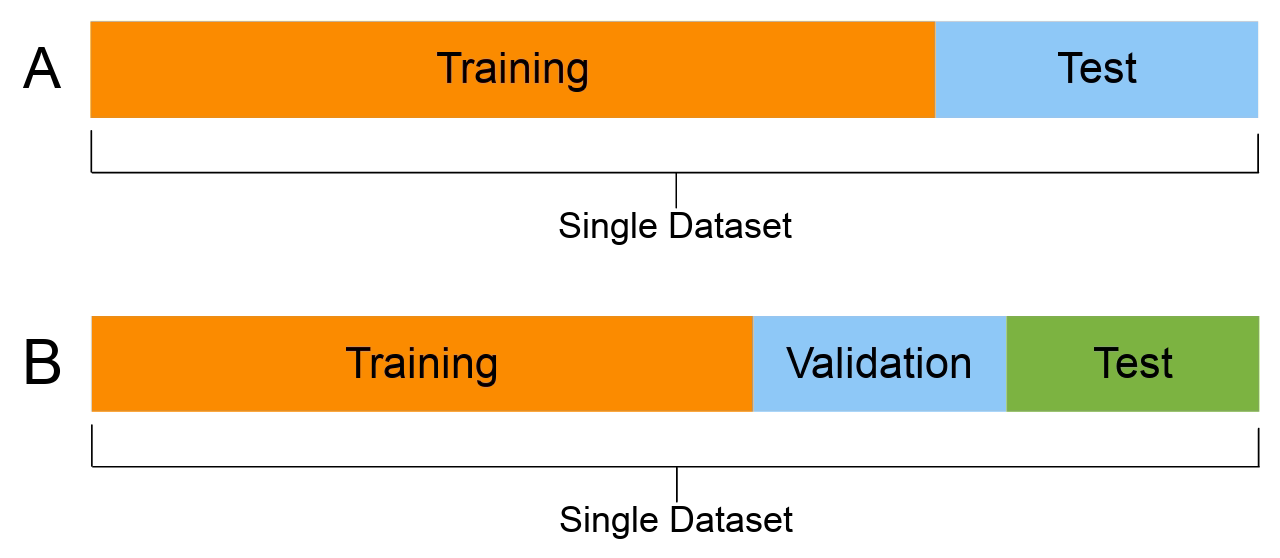 A Training Test
Single Dataset
B Training Validation Test
Single Dataset